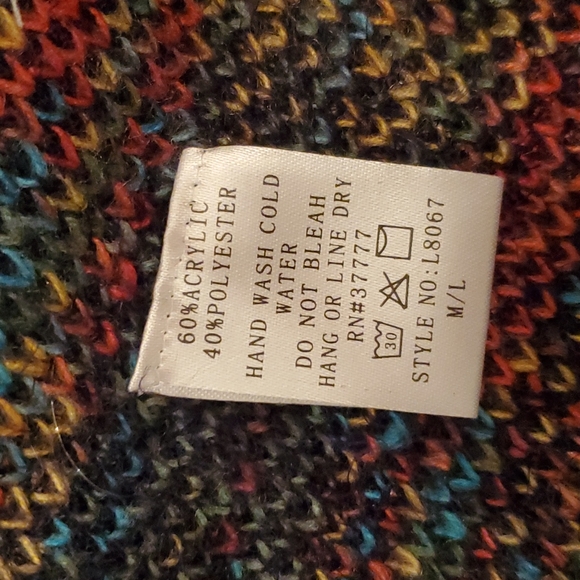 60%ACRYLIC
40%POLYESTER
HAND WASH COLD
WATER
DO NOT BLEAH
HANG OR LINE DRY
RN#37777
30
STYLE NO:L8067
M/L